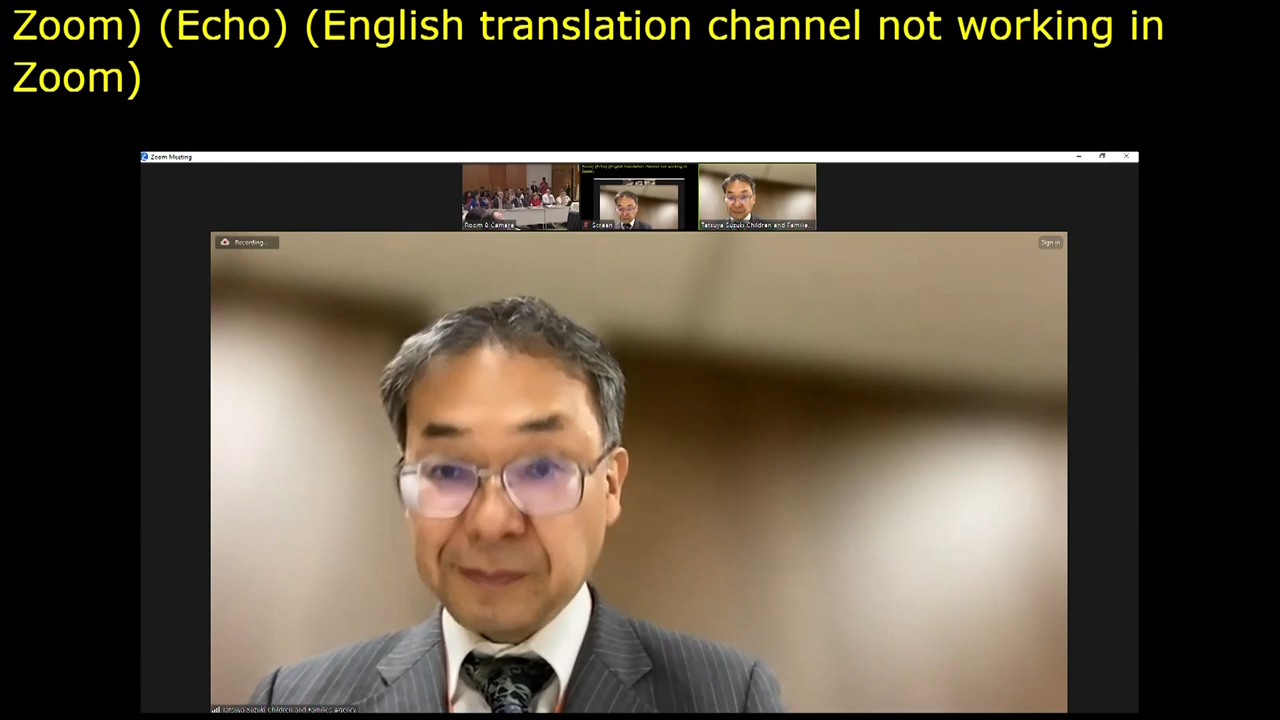 Zoom) (Echo) (English translation channel not working in
Zoom)
Zoom Meeting
Room 6 Camera
Screen
Tatsuya Suzuki Children and Familie...
Recording...
Sign in
Tatsuya Suzuki Children and Families Agency